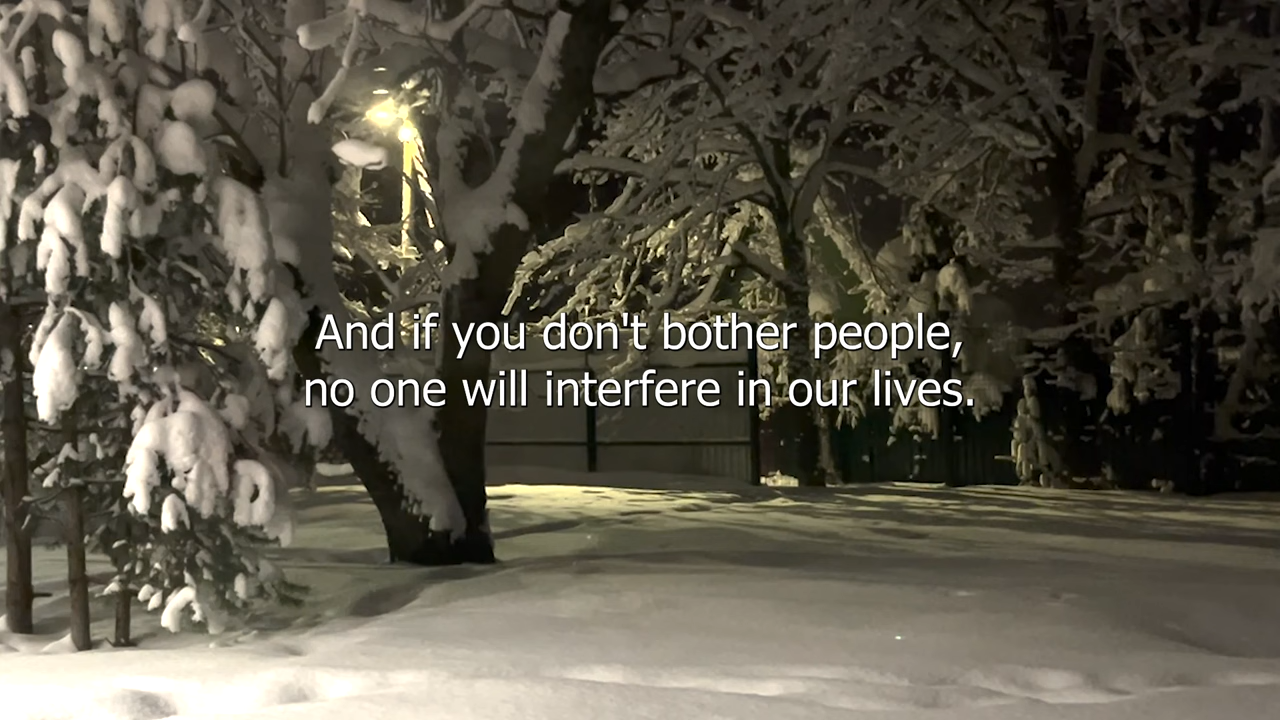 And if you don't bother people,
no one will interfere in our lives.